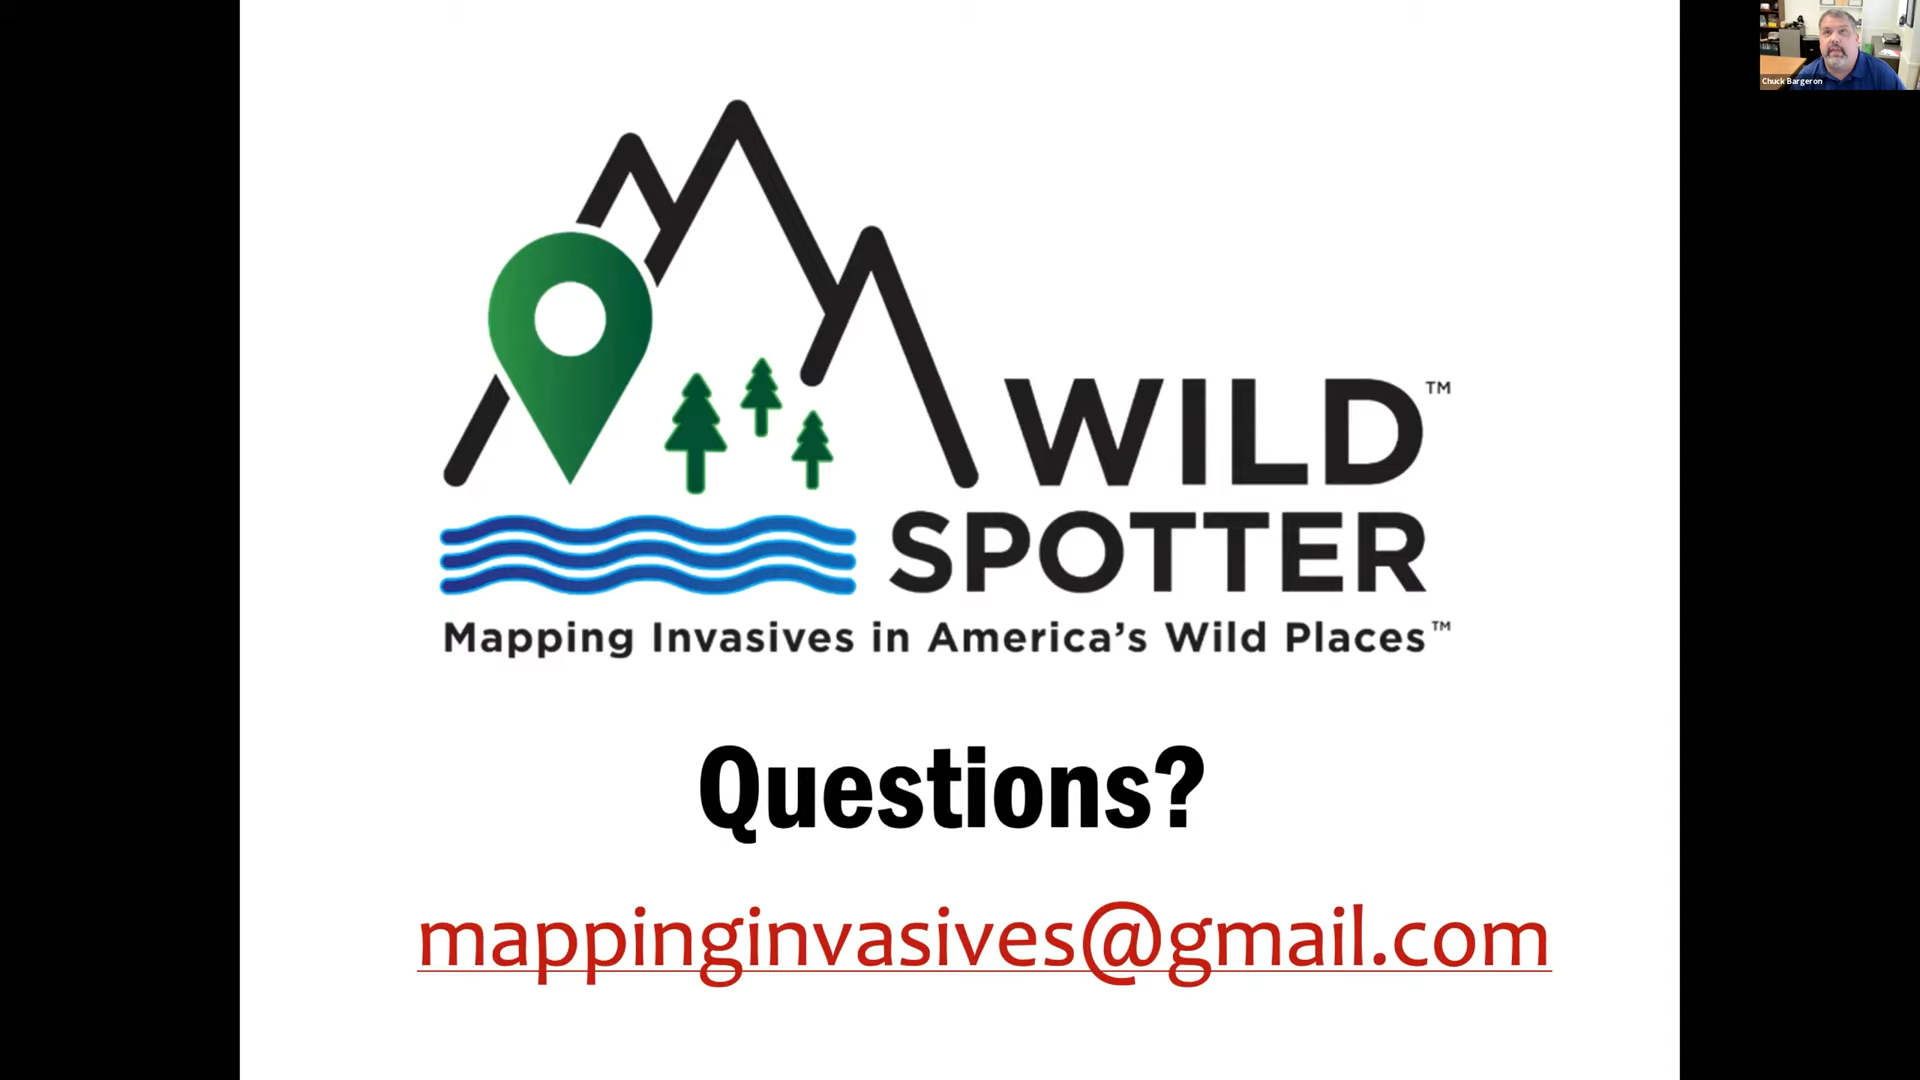 Chuck Bargeron
WILD™
SPOTTER
Mapping Invasives in America's Wild Places™
Questions?
mappinginvasives@gmail.com